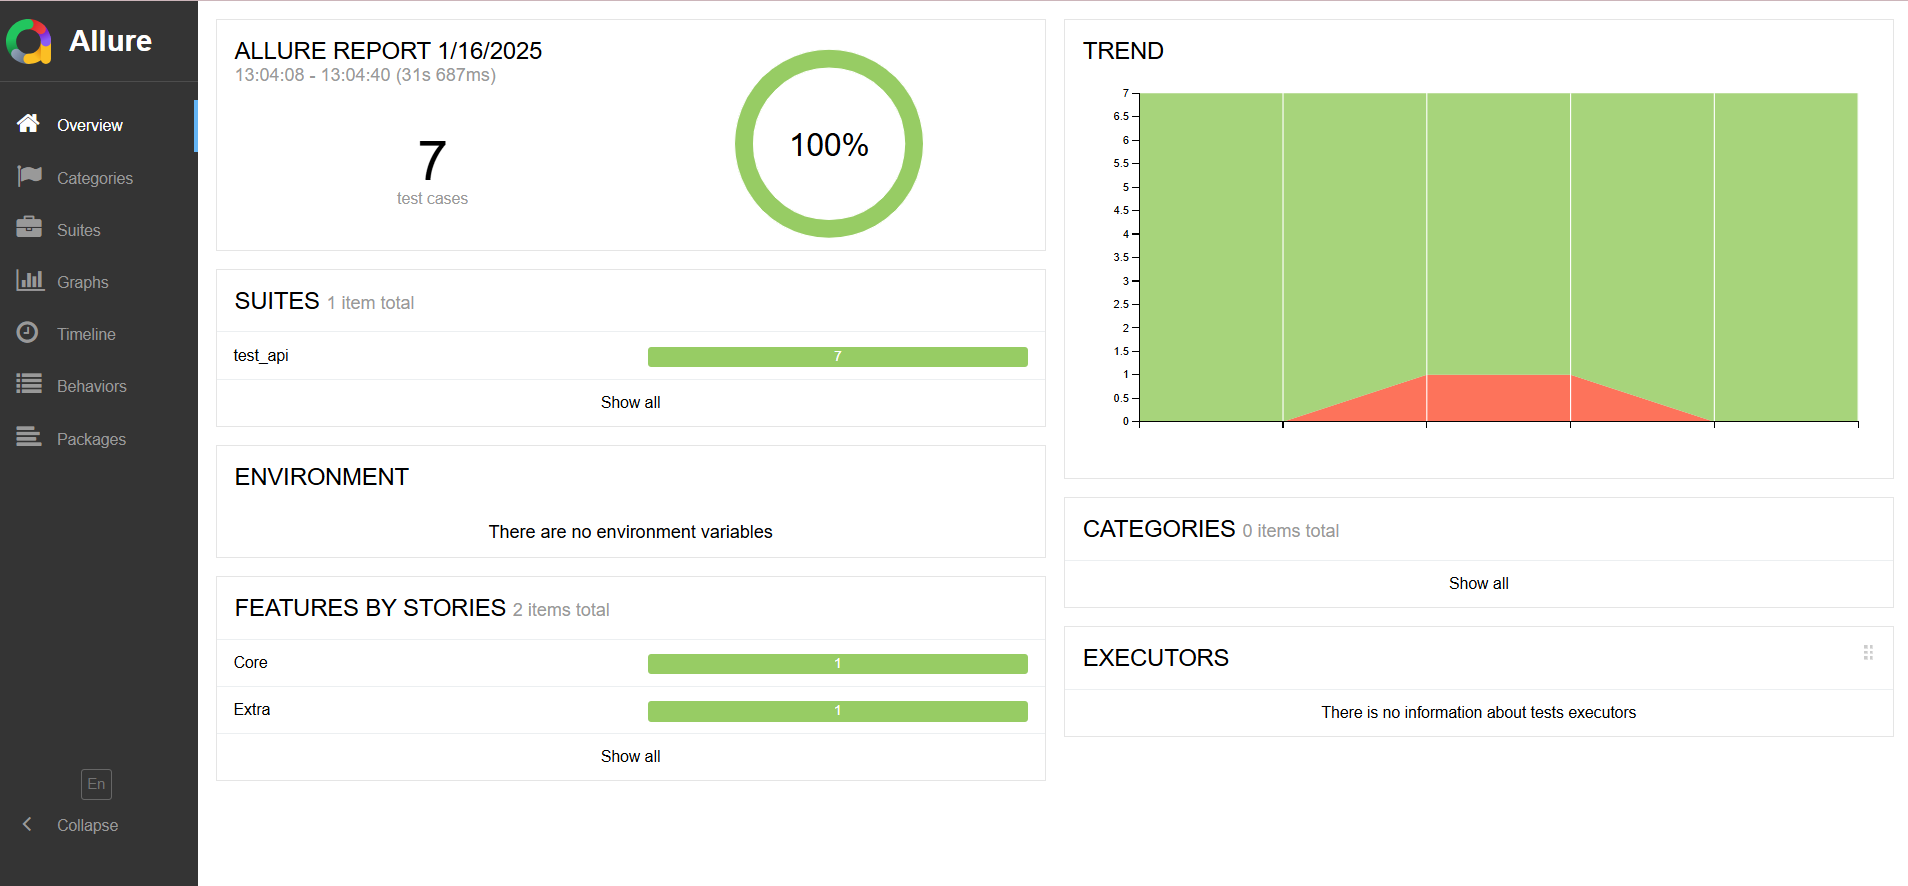 Allure
Overview
Categories
Suites
Graphs
Timeline
Behaviors
Packages
En
Collapse
ALLURE REPORT 1/16/2025
13:04:08 - 13:04:40 (31s 687ms)
7
test cases
100%
SUITES 1 item total
test_api 7
Show all
ENVIRONMENT
There are no environment variables
FEATURES BY STORIES 2 items total
Core 1
Extra 1
Show all
TREND
7
6.5
6
5.5
5
4.5
4
3.5
3
2.5
2
1.5
1
0.5
0
CATEGORIES 0 items total
Show all
EXECUTORS
There is no information about tests executors